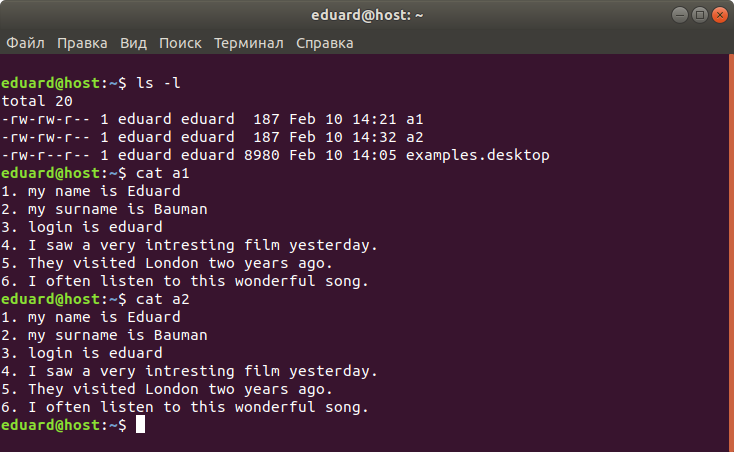 eduard@host: ~
Файл Правка Вид Поиск Терминал Справка
eduard@host:~$ ls -l
total 20
-rw-rw-r-- 1 eduard eduard  187 Feb 10 14:21 a1
-rw-rw-r-- 1 eduard eduard  187 Feb 10 14:32 a2
-rw-r--r-- 1 eduard eduard 8980 Feb 10 14:05 examples.desktop
eduard@host:~$ cat a1
1. my name is Eduard
2. my surname is Bauman
3. login is eduard
4. I saw a very intresting film yesterday.
5. They visited London two years ago.
6. I often listen to this wonderful song.
eduard@host:~$ cat a2
1. my name is Eduard
2. my surname is Bauman
3. login is eduard
4. I saw a very intresting film yesterday.
5. They visited London two years ago.
6. I often listen to this wonderful song.
eduard@host:~$